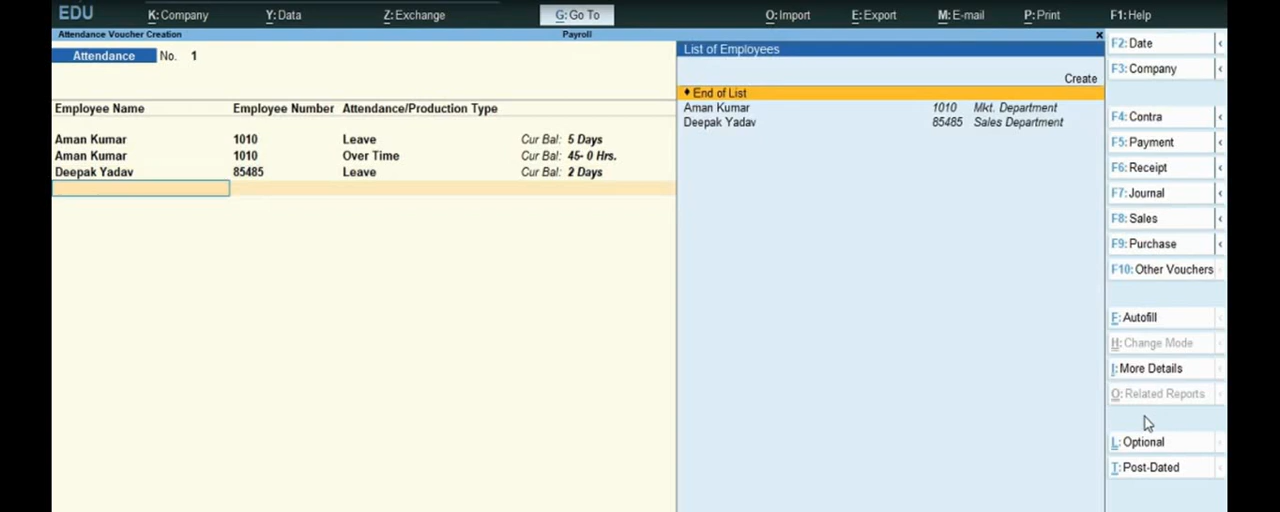 EDU K: Company Y: Data Z: Exchange G: Go To O: Import E: Export M: E-mail P: Print F1: Help
Attendance Voucher Creation Payroll x
Attendance No. 1
Employee Name Employee Number Attendance/Production Type
Aman Kumar 1010 Leave Cur Bal: 5 Days
Aman Kumar 1010 Over Time Cur Bal: 45- 0 Hrs.
Deepak Yadav 85485 Leave Cur Bal: 2 Days
List of Employees
Create
♦ End of List
Aman Kumar 1010 Mkt. Department
Deepak Yadav 85485 Sales Department
F2: Date
F3: Company
F4: Contra
F5: Payment
F6: Receipt
F7: Journal
F8: Sales
F9: Purchase
F10: Other Vouchers
F: Autofill
H: Change Mode
I: More Details
O: Related Reports
L: Optional
T: Post-Dated